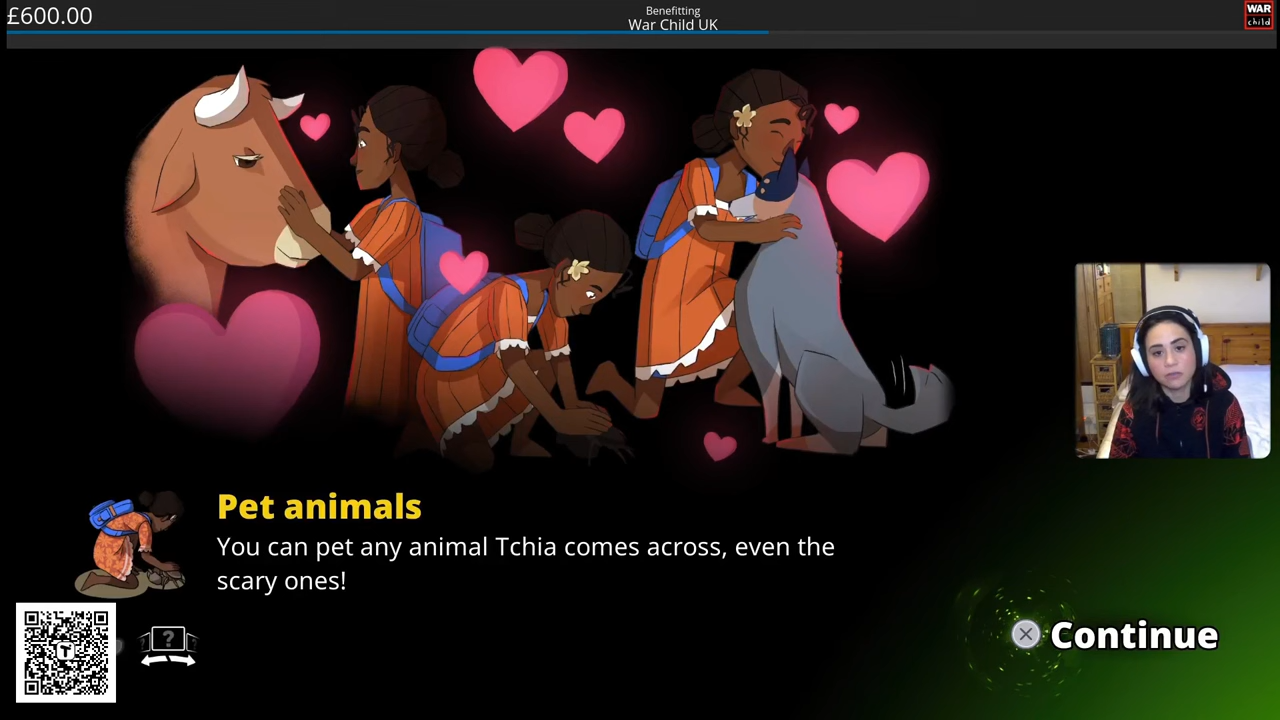 £600.00
Benefitting
War Child UK
WAR
child
Pet animals
You can pet any animal Tchia comes across, even the
scary ones!
?
T
Continue